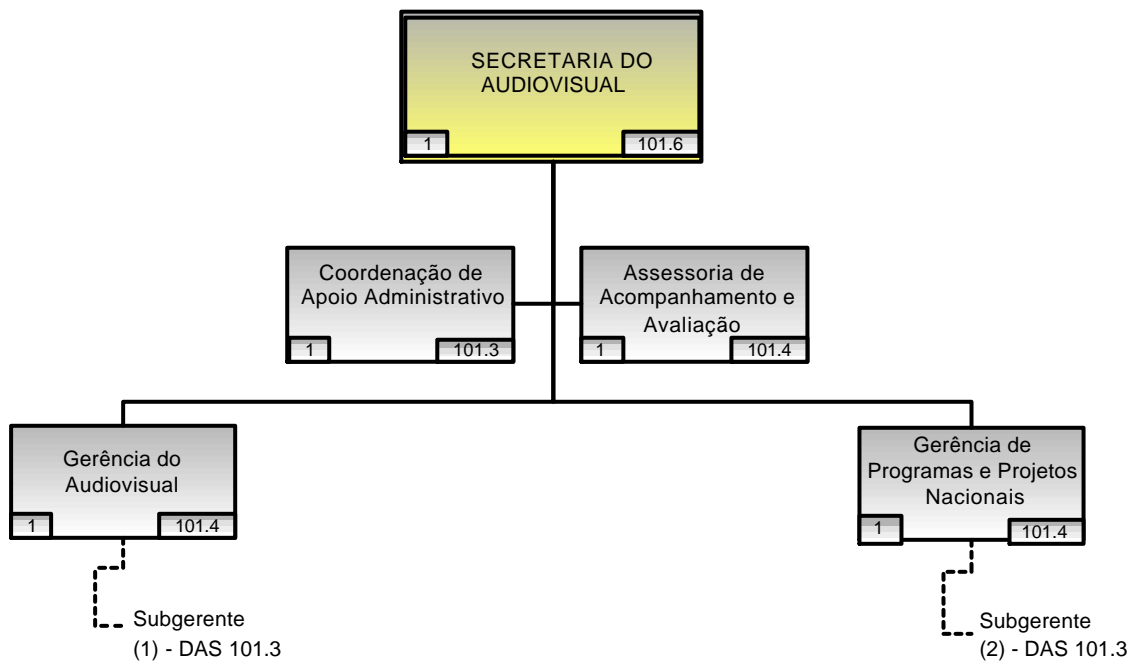 SECRETARIA DO
AUDIOVISUAL
1 101.6
Coordenação de
Apoio Administrativo
1 101.3
Assessoria de
Acompanhamento e
Avaliação
1 101.4
Gerência do
Audiovisual
1 101.4
Gerência de
Programas e Projetos
Nacionais
1 101.4
Subgerente
(1) - DAS 101.3
Subgerente
(2) - DAS 101.3